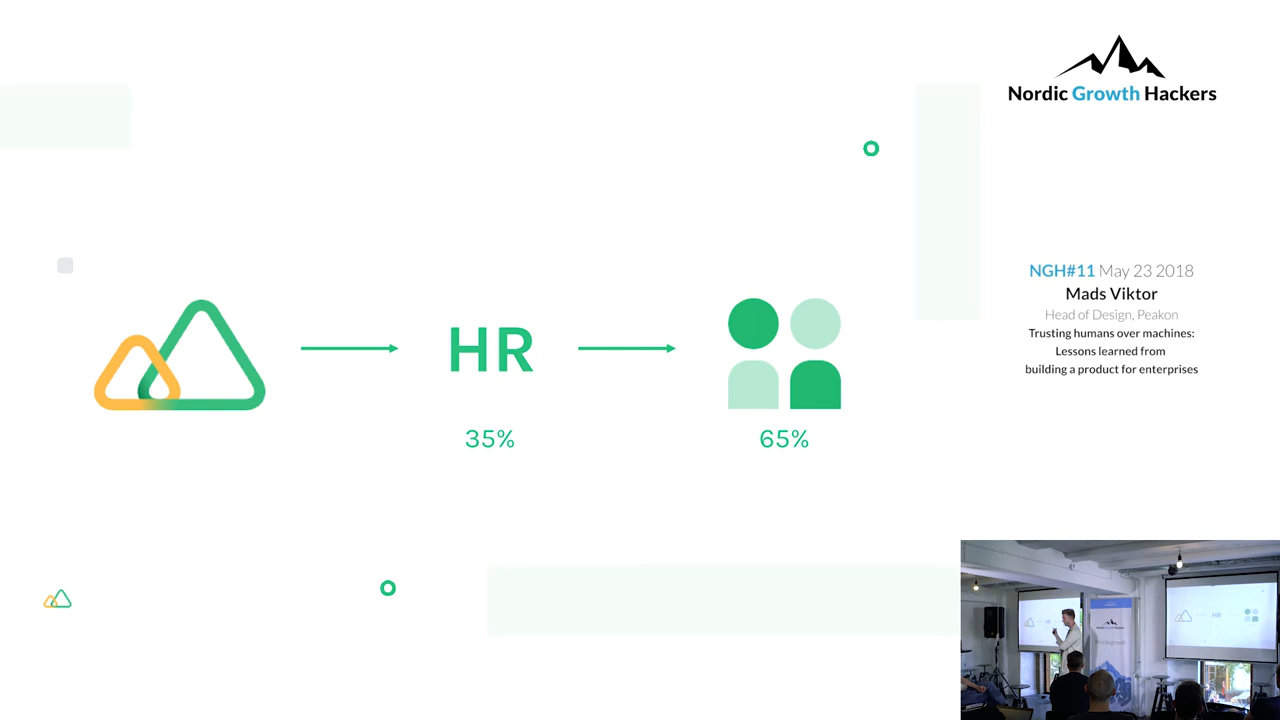 Nordic Growth Hackers
NGH#11 May 23 2018
Mads Viktor
Head of Design, Peakon
Trusting humans over machines:
Lessons learned from
building a product for enterprises
HR
35%
65%
HR